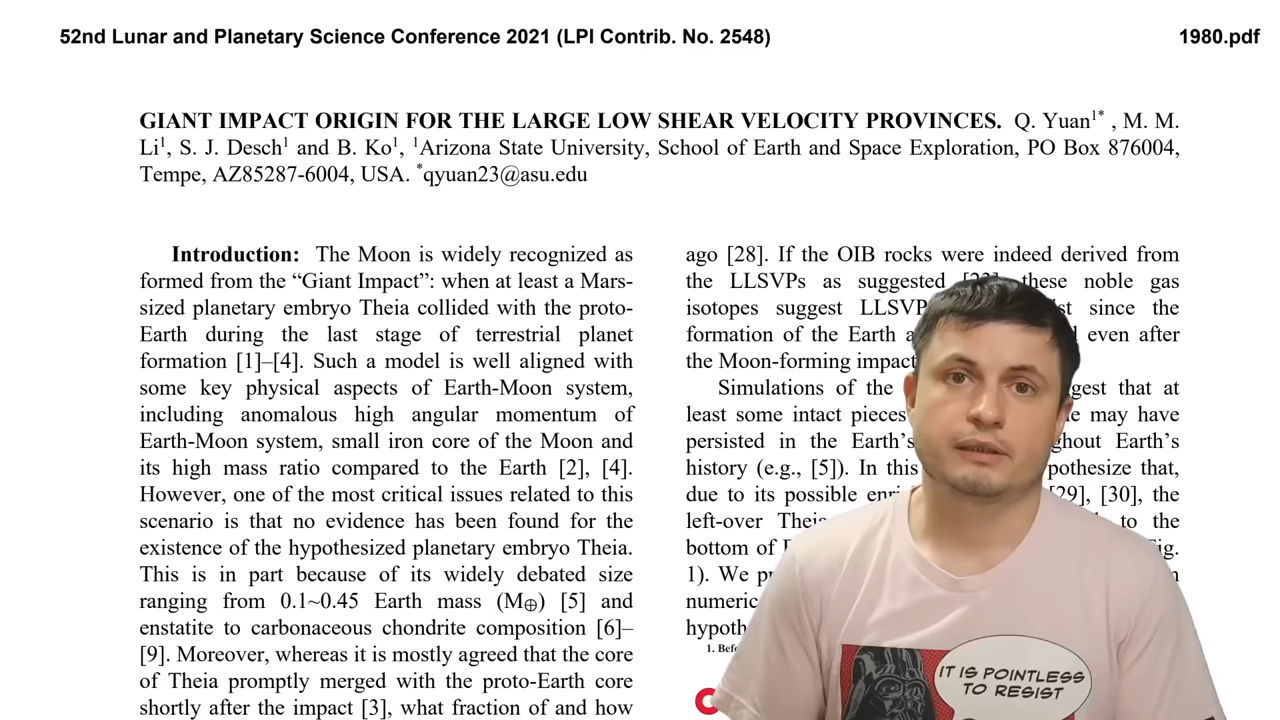 52nd Lunar and Planetary Science Conference 2021 (LPI Contrib. No. 2548)
1980.pdf
GIANT IMPACT ORIGIN FOR THE LARGE LOW SHEAR VELOCITY PROVINCES. Q. Yuan1* , M. M.
Li1, S. J. Desch1 and B. Ko1, 1Arizona State University, School of Earth and Space Exploration, PO Box 876004,
Tempe, AZ85287-6004, USA. *qyuan23@asu.edu
Introduction: The Moon is widely recognized as
formed from the “Giant Impact”: when at least a Mars-
sized planetary embryo Theia collided with the proto-
Earth during the last stage of terrestrial planet
formation [1]–[4]. Such a model is well aligned with
some key physical aspects of Earth-Moon system,
including anomalous high angular momentum of
Earth-Moon system, small iron core of the Moon and
its high mass ratio compared to the Earth [2], [4].
However, one of the most critical issues related to this
scenario is that no evidence has been found for the
existence of the hypothesized planetary embryo Theia.
This is in part because of its widely debated size
ranging from 0.1~0.45 Earth mass (M⊕) [5] and
enstatite to carbonaceous chondrite composition [6]–
[9]. Moreover, whereas it is mostly agreed that the core
of Theia promptly merged with the proto-Earth core
shortly after the impact [3], what fraction of and how
ago [28]. If the OIB rocks were indeed derived from
the LLSVPs as suggested these noble gas
isotopes suggest since the
formation of the Earth even after
the Moon-forming impact
Simulations of the that at
least some intact pieces may have
persisted in the Earth’s Earth’s
history (e.g., [5]). In this that,
due to its possible [29], [30], the
left-over to the
bottom of
1). We
1.
IT IS POINTLESS
TO RESIST